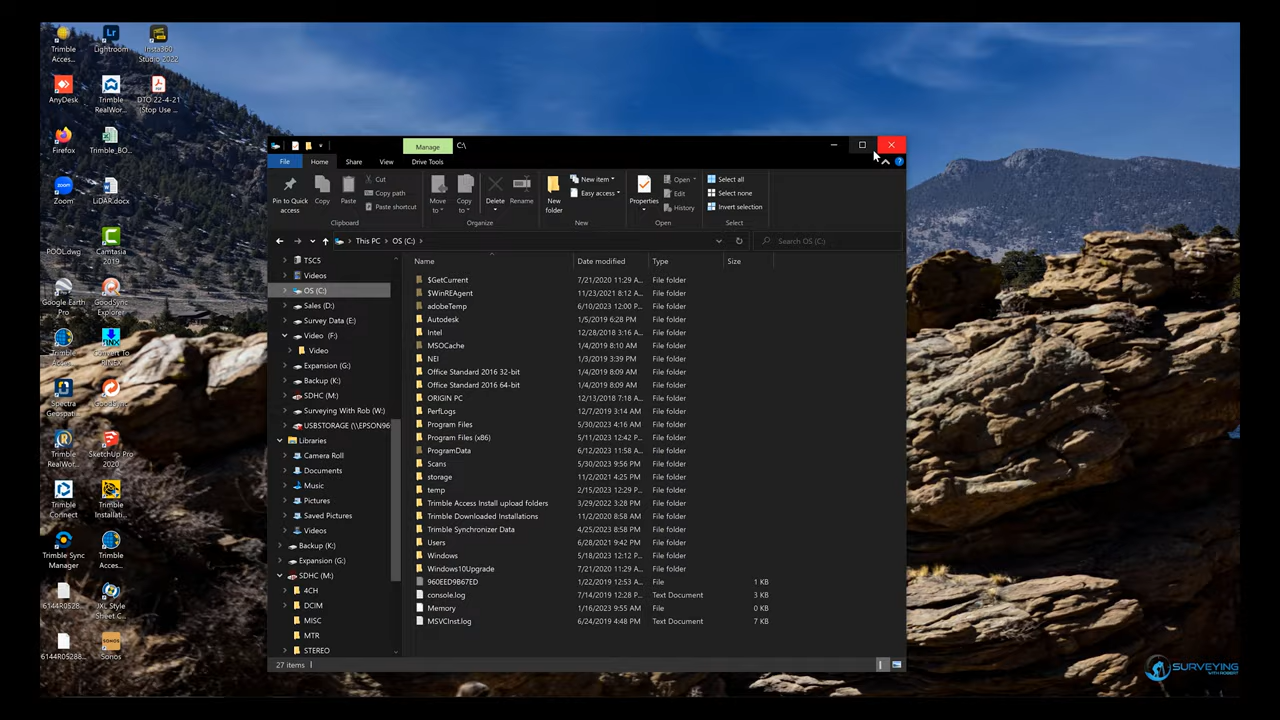 Trimble Acces...
Lightroom
Insta360 Studio 2022
AnyDesk
Trimble RealWor...
DTO 22-4-21 (Stop Use ...
Firefox
Trimble_BO...
Zoom
LiDAR.docx
POOL.dwg
Camtasia 2019
Google Earth Pro
GoodSync Explorer
Trimble Acces...
Convert To RINEX
Spectra Geospati...
GoodSync
Trimble RealWor...
SketchUp Pro 2020
Trimble Connect
Trimble Installati...
Trimble Sync Manager
Trimble Acces...
6144R0528...
JXL Style Sheet C...
6144R05288...
Sonos
Manage
C:\
File
Home
Share
View
Drive Tools
Pin to Quick access
Copy
Paste
Cut
Copy path
Paste shortcut
Clipboard
Move to
Copy to
Delete
Rename
Organize
New folder
New item
Easy access
New
Properties
Open
Edit
History
Open
Select all
Select none
Invert selection
Select
This PC
OS (C:)
Search OS (C:)
TSC5
Videos
OS (C:)
Sales (D:)
Survey Data (E:)
Video (F:)
Video
Expansion (G:)
Backup (K:)
SDHC (M:)
Surveying With Rob (W:)
USBSTORAGE (\\EPSON96
Libraries
Camera Roll
Documents
Music
Pictures
Saved Pictures
Videos
Backup (K:)
Expansion (G:)
SDHC (M:)
4CH
DCIM
MISC
MTR
STEREO
Name Date modified Type Size
$GetCurrent 7/21/2020 11:29 A... File folder
$WinREAgent 11/23/2021 8:12 A... File folder
adobeTemp 6/10/2023 12:00 P... File folder
Autodesk 1/5/2019 6:28 PM File folder
Intel 12/28/2018 3:16 A... File folder
MSOCache 1/4/2019 8:10 AM File folder
NEI 1/3/2019 3:39 PM File folder
Office Standard 2016 32-bit 1/4/2019 8:09 AM File folder
Office Standard 2016 64-bit 1/4/2019 8:09 AM File folder
ORIGIN PC 12/13/2018 7:18 A... File folder
PerfLogs 12/7/2019 3:14 AM File folder
Program Files 5/30/2023 4:16 AM File folder
Program Files (x86) 5/11/2023 12:42 P... File folder
ProgramData 6/12/2023 11:58 A... File folder
Scans 5/30/2023 9:56 PM File folder
storage 11/2/2021 4:25 PM File folder
temp 2/15/2023 12:29 P... File folder
Trimble Access Install upload folders 3/29/2022 3:28 PM File folder
Trimble Downloaded Installations 11/2/2020 8:58 AM File folder
Trimble Synchronizer Data 4/25/2023 8:58 PM File folder
Users 6/28/2021 9:42 PM File folder
Windows 5/18/2023 12:12 P... File folder
Windows10Upgrade 7/21/2020 11:29 A... File folder
960EED9B67ED 1/22/2019 12:53 A... File 1 KB
console.log 7/14/2019 12:28 P... Text Document 3 KB
Memory 1/16/2023 9:55 AM File 0 KB
MSVCInst.log 6/24/2019 4:48 PM Text Document 7 KB
27 items
SURVEYING
WITH ROBERT